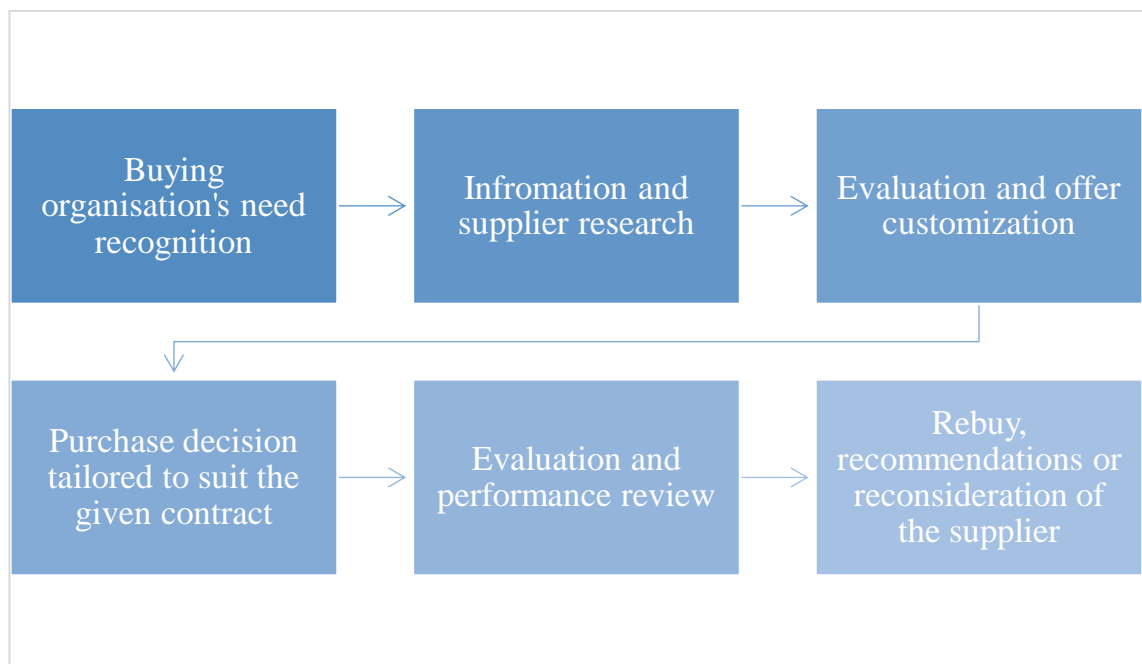 Buying
organisation's need
recognition
Infromation and
supplier research
Evaluation and offer
customization
Purchase decision
tailored to suit the
given contract
Evaluation and
performance review
Rebuy,
recommendations or
reconsideration of
the supplier